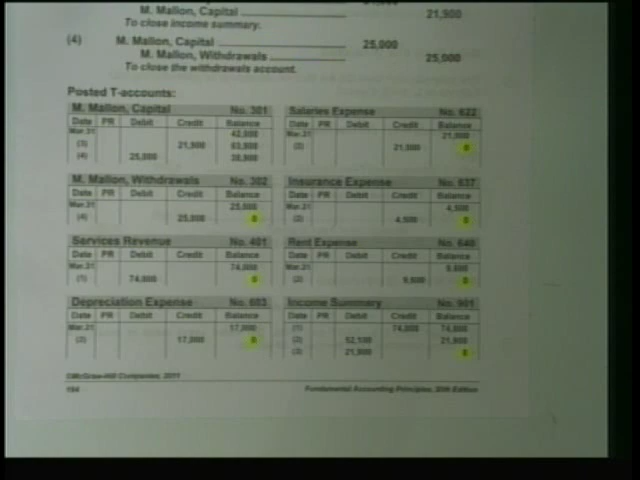 M. Mallon, Capital 21,900
To close income summary.
(4) M. Mallon, Capital 25,000
M. Mallon, Withdrawals 25,000
To close the withdrawals account.
Posted T-accounts:
M. Mallon, Capital No. 301
Date PR Debit Credit Balance
Mar.31 42,000
(3) 21,900 63,900
(4) 25,000 38,900
Salaries Expense No. 622
Date PR Debit Credit Balance
Mar.31 21,000
(2) 21,000 0
M. Mallon, Withdrawals No. 302
Date PR Debit Credit Balance
Mar.31 25,000
(4) 25,000 0
Insurance Expense No. 637
Date PR Debit Credit Balance
Mar.31 4,500
(2) 4,500 0
Services Revenue No. 401
Date PR Debit Credit Balance
Mar.31 74,000
(1) 74,000 0
Rent Expense No. 640
Date PR Debit Credit Balance
Mar.31 9,600
(2) 9,600 0
Depreciation Expense No. 603
Date PR Debit Credit Balance
Mar.31 17,000
(2) 17,000 0
Income Summary No. 901
Date PR Debit Credit Balance
(1) 74,000 74,000
(2) 52,100 21,900
(3) 21,900 0
©McGraw-Hill Companies, 2011
194 Fundamental Accounting Principles, 20th Edition